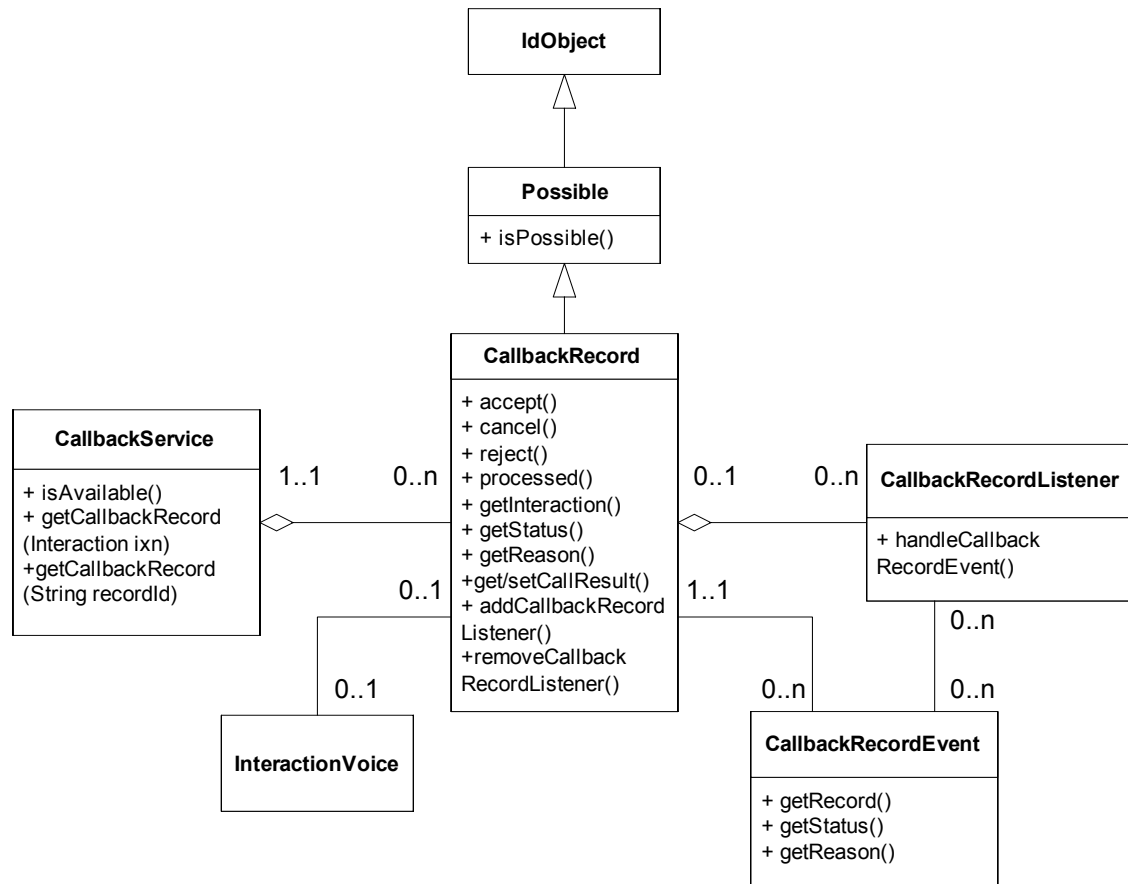 IdObject
Possible
+ isPossible()
CallbackRecord
+ accept()
+ cancel()
+ reject()
+ processed()
+ getInteraction()
+ getStatus()
+ getReason()
+get/setCallResult()
+ addCallbackRecord
Listener()
+removeCallback
RecordListener()
CallbackService
+ isAvailable()
+ getCallbackRecord
(Interaction ixn)
+getCallbackRecord
(String recordId)
1..1
0..n
0..1
0..n
CallbackRecordListener
+ handleCallback
RecordEvent()
0..1
0..1
InteractionVoice
1..1
0..n
0..n
0..n
CallbackRecordEvent
+ getRecord()
+ getStatus()
+ getReason()